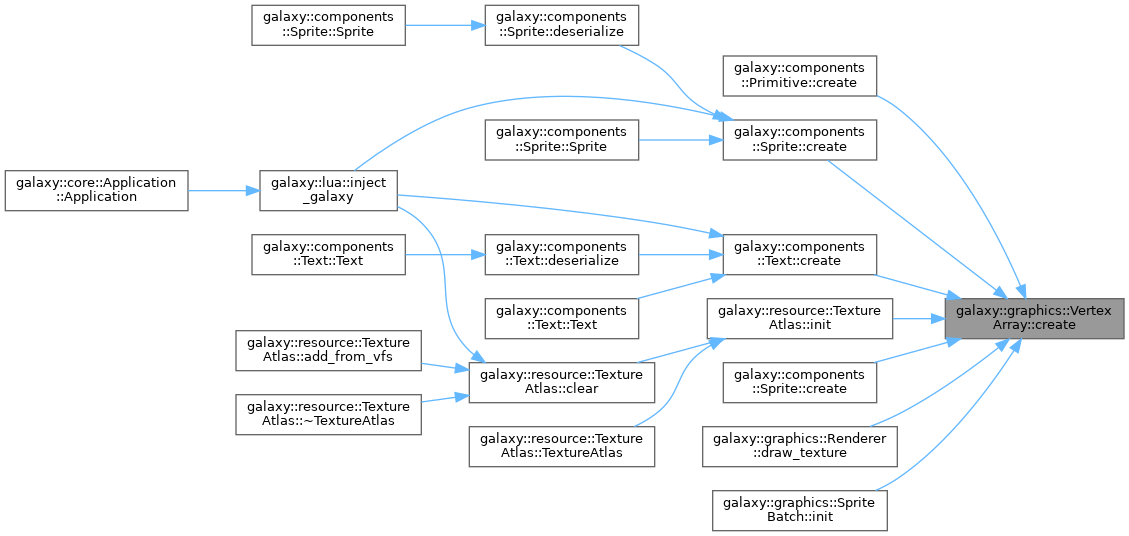 galaxy::components
::Sprite::Sprite
galaxy::components
::Sprite::deserialize
galaxy::components
::Primitive::create
galaxy::components
::Sprite::Sprite
galaxy::components
::Sprite::create
galaxy::core::Application
::Application
galaxy::lua::inject
_galaxy
galaxy::components
::Text::Text
galaxy::components
::Text::deserialize
galaxy::components
::Text::create
galaxy::components
::Text::Text
galaxy::resource::Texture
Atlas::init
galaxy::graphics::Vertex
Array::create
galaxy::resource::Texture
Atlas::add_from_vfs
galaxy::resource::Texture
Atlas::clear
galaxy::components
::Sprite::create
galaxy::resource::Texture
Atlas::~TextureAtlas
galaxy::resource::Texture
Atlas::TextureAtlas
galaxy::graphics::Renderer
::draw_texture
galaxy::graphics::Sprite
Batch::init